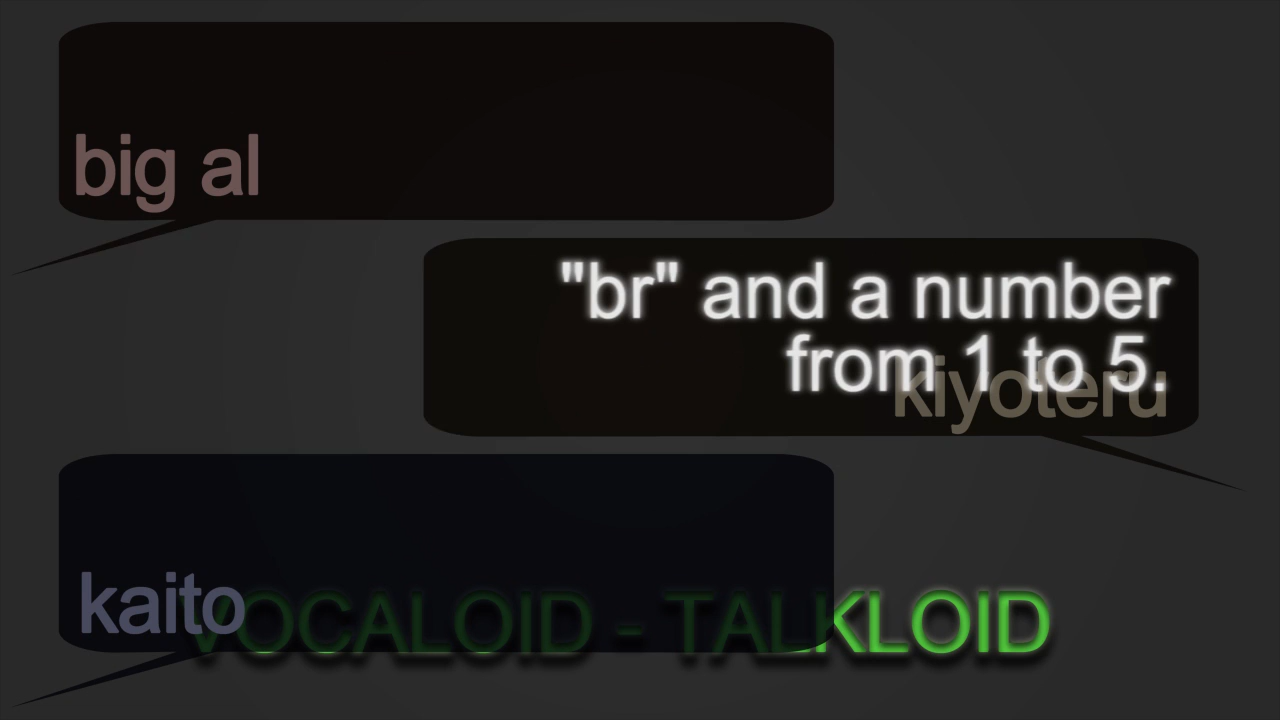 big al
"br" and a number
from 1 to 5.
kiyoteru
kaito
VOCALOID - TALKLOID